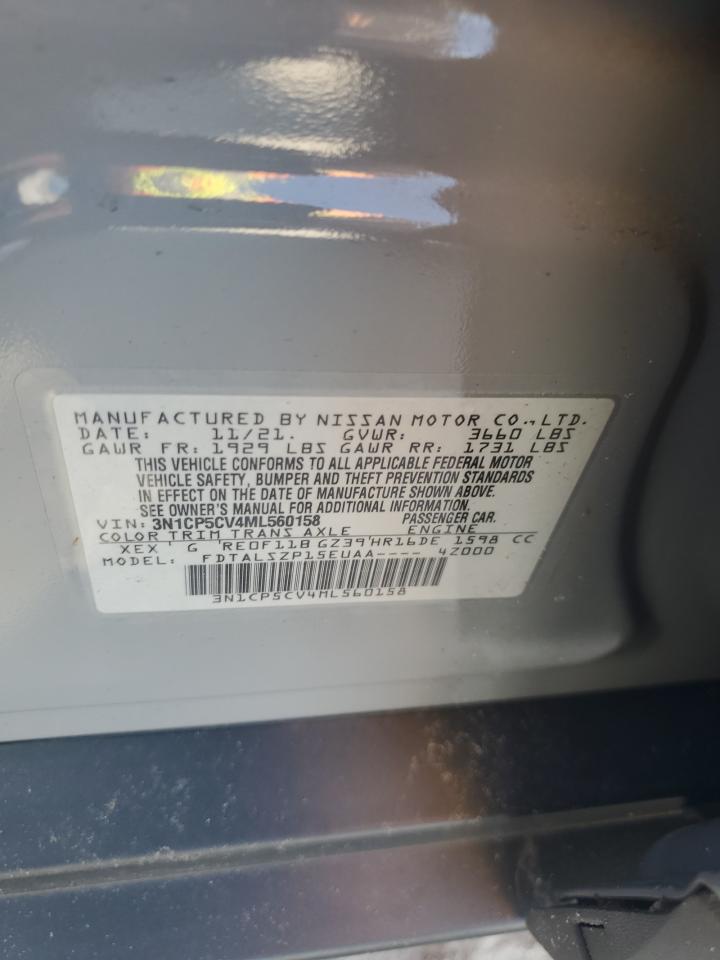 MANUFACTURED BY NISSAN MOTOR CO., LTD.
DATE: 11/21. GVWR: 3660 LBS
GAWR FR: 1929 LBS GAWR RR: 1731 LBS
THIS VEHICLE CONFORMS TO ALL APPLICABLE FEDERAL MOTOR
VEHICLE SAFETY, BUMPER AND THEFT PREVENTION STANDARDS
IN EFFECT ON THE DATE OF MANUFACTURE SHOWN ABOVE.
SEE OWNER'S MANUAL FOR ADDITIONAL INFORMATION.
VIN: 3N1CP5CV4ML560158 PASSENGER CAR.
COLOR TRIM TRANS AXLE ENGINE
XEX' G 'RE0F11B GZ39'HR16DE 1598 CC
MODEL: FDTALSZP15EUAA---- 4Z000
3N1CP5CV4ML560158